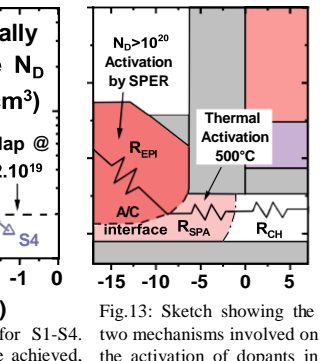 ally
e N_D
cm³)
lap @
2.10¹⁹
S4
-1 0
)
for S1-S4.
e achieved,
N_D>10²⁰
Activation
by SPER
Thermal
Activation
500°C
R_EPI
A/C
interface
R_SPA
R_CH
-15 -10 -5 0 5
Fig.13: Sketch showing the
two mechanisms involved on
the activation of dopants in